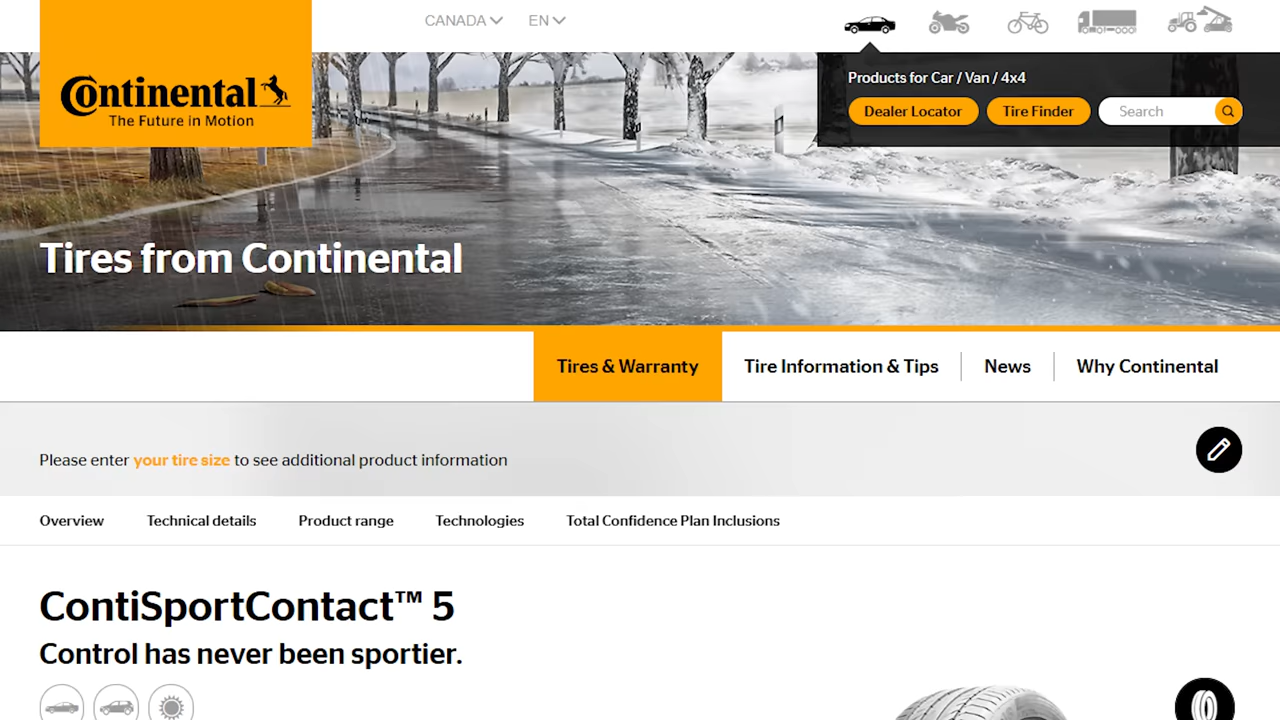 CANADA
EN
Continental
The Future in Motion
Products for Car / Van / 4x4
Dealer Locator
Tire Finder
Search
Tires from Continental
Tires & Warranty
Tire Information & Tips
News
Why Continental
Please enter your tire size to see additional product information
Overview
Technical details
Product range
Technologies
Total Confidence Plan Inclusions
ContiSportContact™ 5
Control has never been sportier.